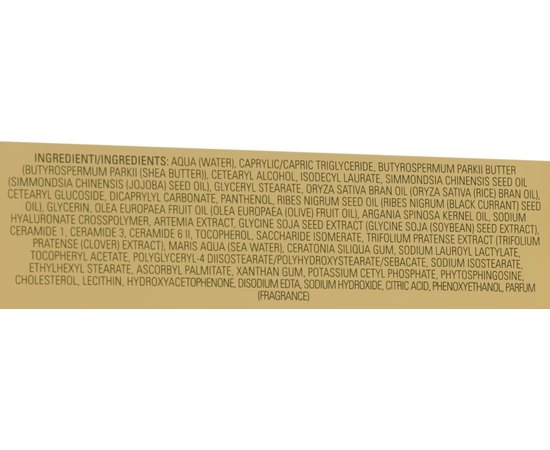 INGREDIENTI/INGREDIENTS: AQUA (WATER), CAPRYLIC/CAPRIC TRIGLYCERIDE, BUTYROSPERMUM PARKII BUTTER
(BUTYROSPERMUM PARKII (SHEA BUTTER)), CETEARYL ALCOHOL, ISODECYL LAURATE, SIMMONDSIA CHINENSIS SEED OIL
(SIMMONDSIA CHINENSIS (JOJOBA) SEED OIL), GLYCERYL STEARATE, ORYZA SATIVA BRAN OIL (ORYZA SATIVA (RICE) BRAN OIL),
CETEARYL GLUCOSIDE, DICAPRYLYL CARBONATE, PANTHENOL, RIBES NIGRUM SEED OIL (RIBES NIGRUM (BLACK CURRANT) SEED
OIL), GLYCERIN, OLEA EUROPAEA FRUIT OIL (OLEA EUROPAEA (OLIVE) FRUIT OIL), ARGANIA SPINOSA KERNEL OIL, SODIUM
HYALURONATE CROSSPOLYMER, ARTEMIA EXTRACT, GLYCINE SOJA SEED EXTRACT (GLYCINE SOJA (SOYBEAN) SEED EXTRACT),
CERAMIDE 1, CERAMIDE 3, CERAMIDE 6 II, TOCOPHEROL, SACCHARIDE ISOMERATE, TRIFOLIUM PRATENSE EXTRACT (TRIFOLIUM
PRATENSE (CLOVER) EXTRACT), MARIS AQUA (SEA WATER), CERATONIA SILIQUA GUM, SODIUM LAUROYL LACTYLATE,
TOCOPHERYL ACETATE, POLYGLYCERYL-4 DIISOSTEARATE/POLYHYDROXYSTEARATE/SEBACATE, SODIUM ISOSTEARATE,
ETHYLHEXYL STEARATE, ASCORBYL PALMITATE, XANTHAN GUM, POTASSIUM CETYL PHOSPHATE, PHYTOSPHINGOSINE,
CHOLESTEROL, LECITHIN, HYDROXYACETOPHENONE, DISODIUM EDTA, SODIUM HYDROXIDE, CITRIC ACID, PHENOXYETHANOL, PARFUM
(FRAGRANCE)